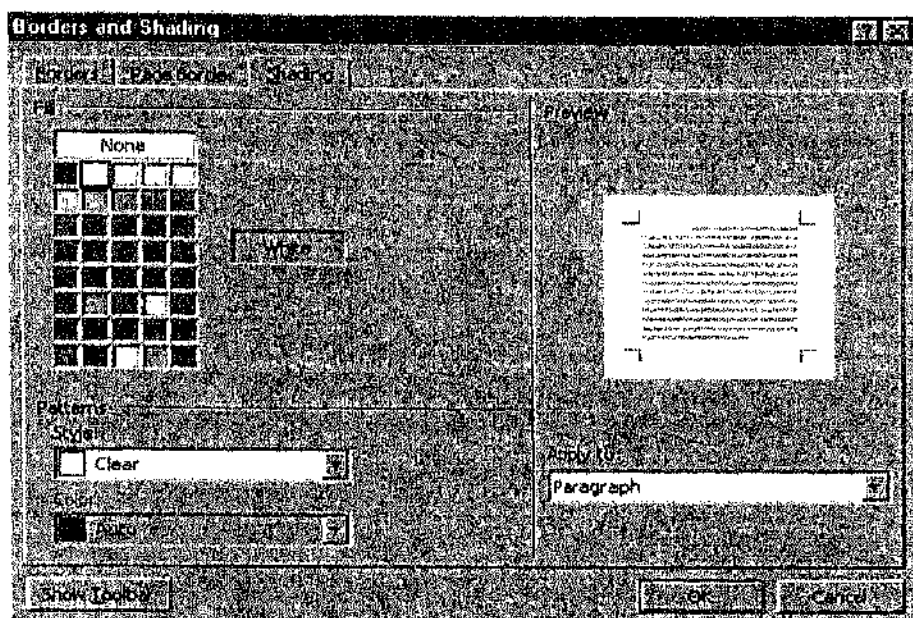 Borders and Shading
Borders
Page Border
Shading
Fill
None
White
Preview
Patterns
Style:
Clear
Color:
Auto
Apply to:
Paragraph
Show Toolbar
OK
Cancel